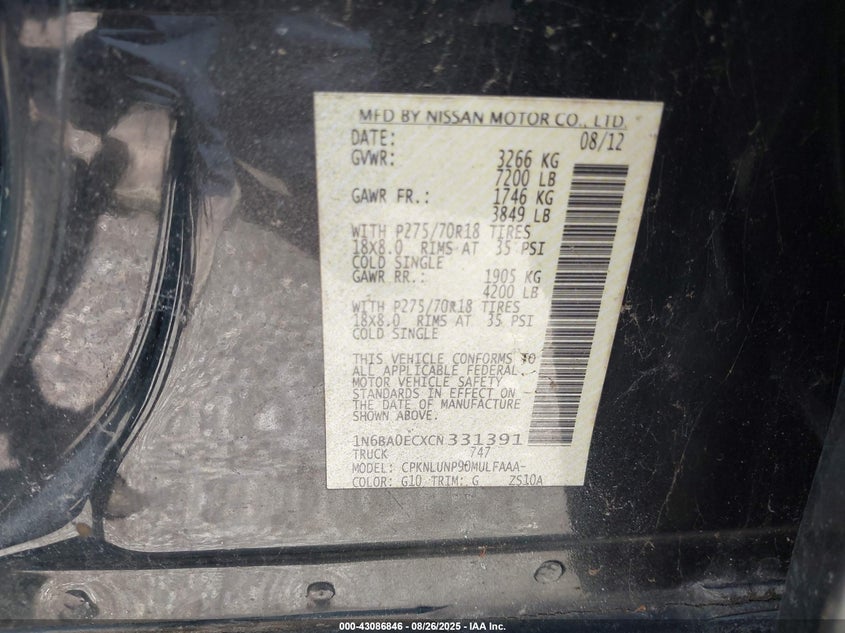 MFD BY NISSAN MOTOR CO., LTD.
DATE: 08/12
GVWR: 3266 KG
7200 LB
GAWR FR.: 1746 KG
3849 LB
WITH P275/70R18 TIRES
18X8.0 RIMS AT 35 PSI
COLD SINGLE
GAWR RR.: 1905 KG
4200 LB
WITH P275/70R18 TIRES
18X8.0 RIMS AT 35 PSI
COLD SINGLE
THIS VEHICLE CONFORMS TO
ALL APPLICABLE FEDERAL
MOTOR VEHICLE SAFETY
STANDARDS IN EFFECT ON
THE DATE OF MANUFACTURE
SHOWN ABOVE.
1N6BA0ECXCN 331391
TRUCK 747
MODEL: CPKNLUNP90MULFAAA-
COLOR: G10 TRIM: G ZS10A
000-43086846 - 08/26/2025 - IAA Inc.